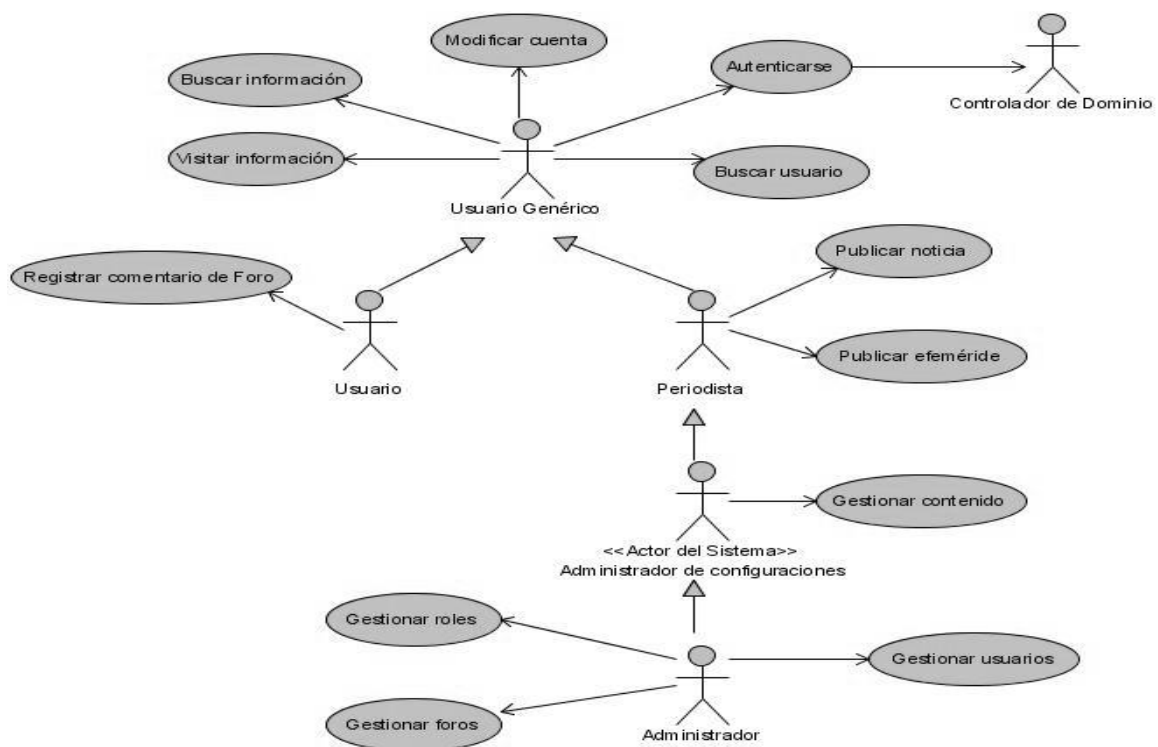 Modificar cuenta
Buscar información
Autenticarse
Controlador de Dominio
Visitar información
Buscar usuario
Usuario Genérico
Registrar comentario de Foro
Publicar noticia
Publicar efeméride
Usuario
Periodista
Gestionar contenido
<<Actor del Sistema>>
Administrador de configuraciones
Gestionar roles
Gestionar usuarios
Gestionar foros
Administrador